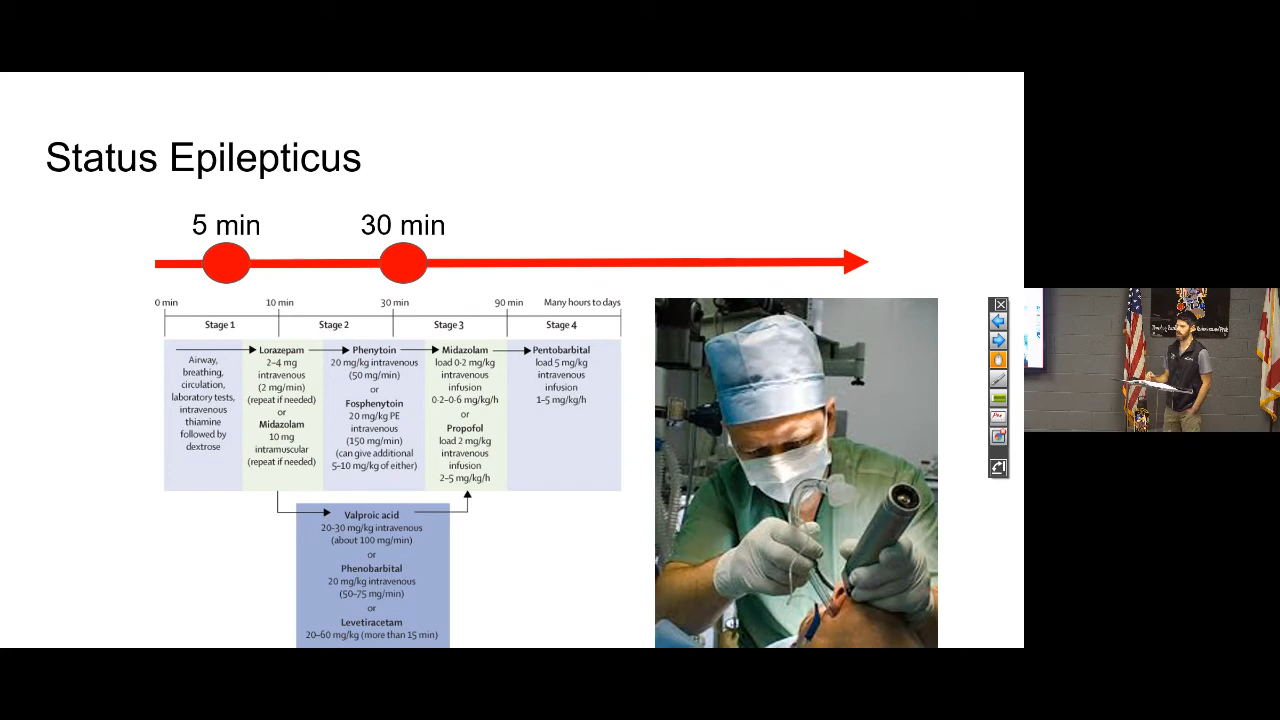 Status Epilepticus
5 min
30 min
0 min
10 min
30 min
90 min
Many hours to days
Stage 1
Stage 2
Stage 3
Stage 4
Airway,
breathing,
circulation,
laboratory tests,
intravenous
thiamine
followed by
dextrose
Lorazepam
2–4 mg
intravenous
(2 mg/min)
(repeat if needed)
or
Midazolam
10 mg
intramuscular
(repeat if needed)
Phenytoin
20 mg/kg intravenous
(50 mg/min)
or
Fosphenytoin
20 mg/kg PE
intravenous
(150 mg/min)
(can give additional
5–10 mg/kg of either)
Midazolam
load 0·2 mg/kg
intravenous
infusion
0·2–0·6 mg/kg/h
or
Propofol
load 2 mg/kg
intravenous
infusion
2–5 mg/kg/h
Pentobarbital
load 5 mg/kg
intravenous
infusion
1–5 mg/kg/h
Valproic acid
20-30 mg/kg intravenous
(about 100 mg/min)
or
Phenobarbital
20 mg/kg intravenous
(50–75 mg/min)
or
Levetiracetam
20–60 mg/kg (more than 15 min)